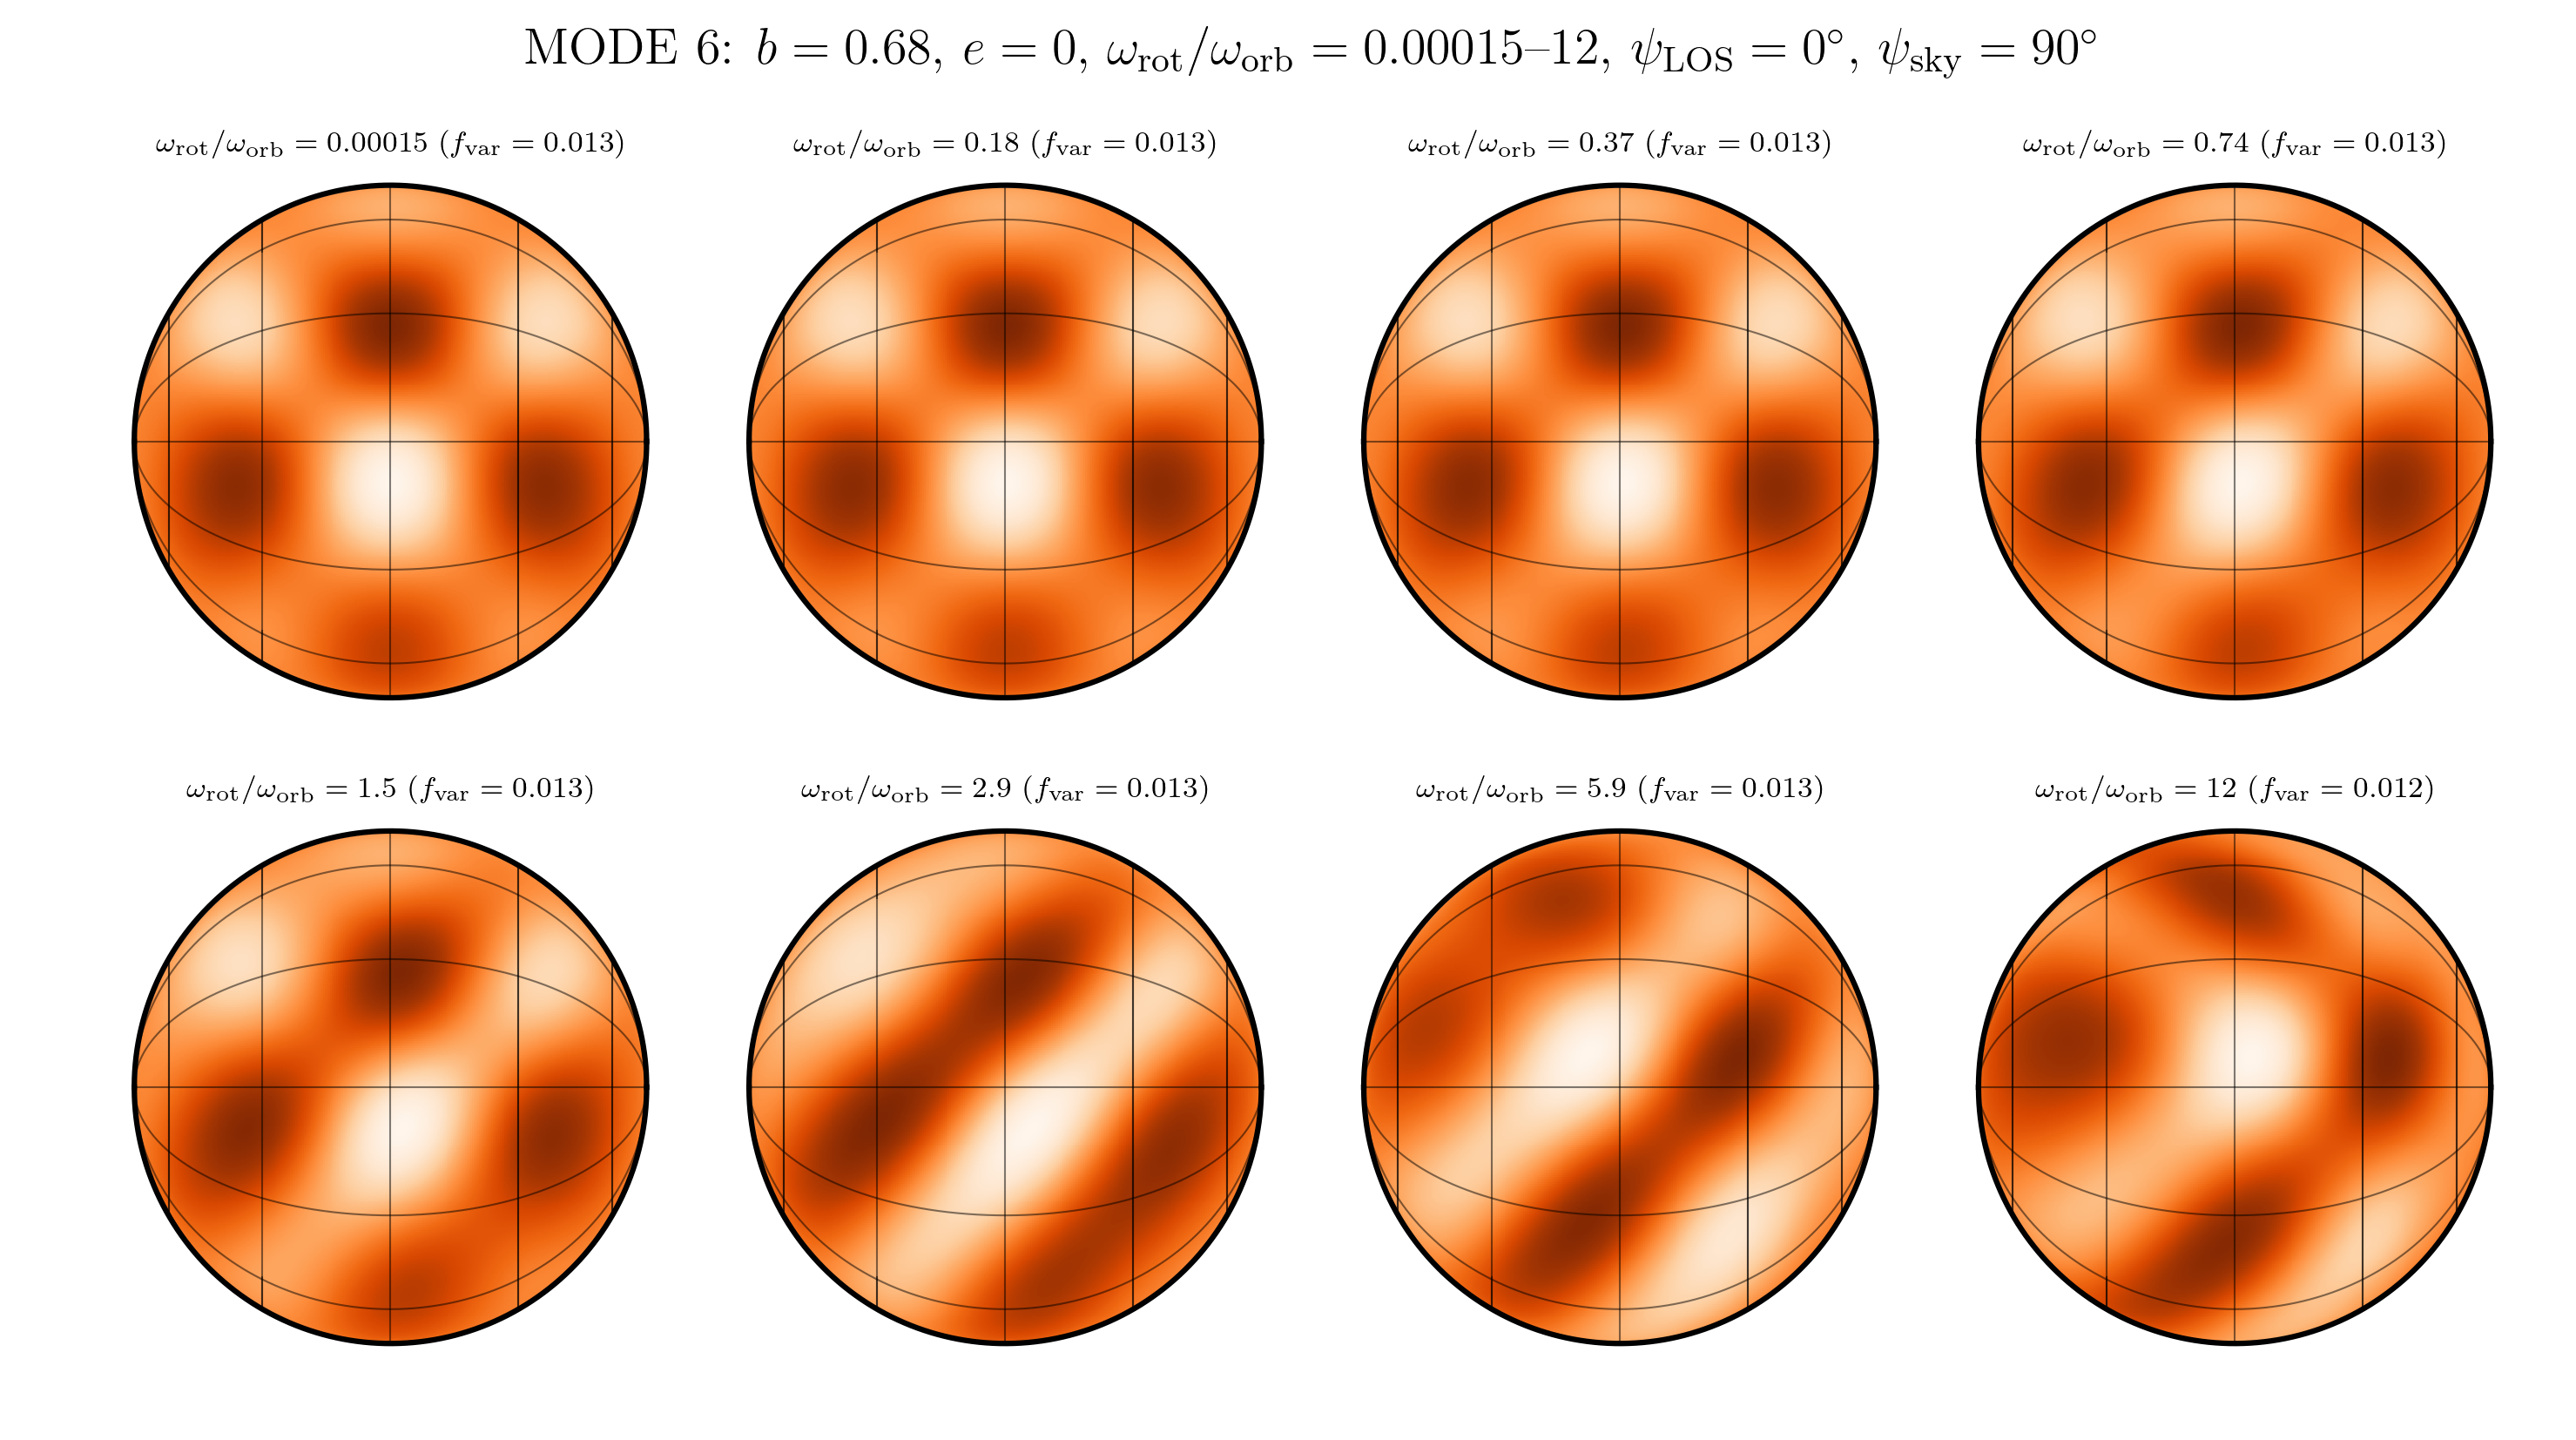 MODE 6: b = 0.68, e = 0, ω_rot/ω_orb = 0.00015–12, ψ_LOS = 0°, ψ_sky = 90°
ω_rot/ω_orb = 0.00015 (f_var = 0.013)
ω_rot/ω_orb = 0.18 (f_var = 0.013)
ω_rot/ω_orb = 0.37 (f_var = 0.013)
ω_rot/ω_orb = 0.74 (f_var = 0.013)
ω_rot/ω_orb = 1.5 (f_var = 0.013)
ω_rot/ω_orb = 2.9 (f_var = 0.013)
ω_rot/ω_orb = 5.9 (f_var = 0.013)
ω_rot/ω_orb = 12 (f_var = 0.012)